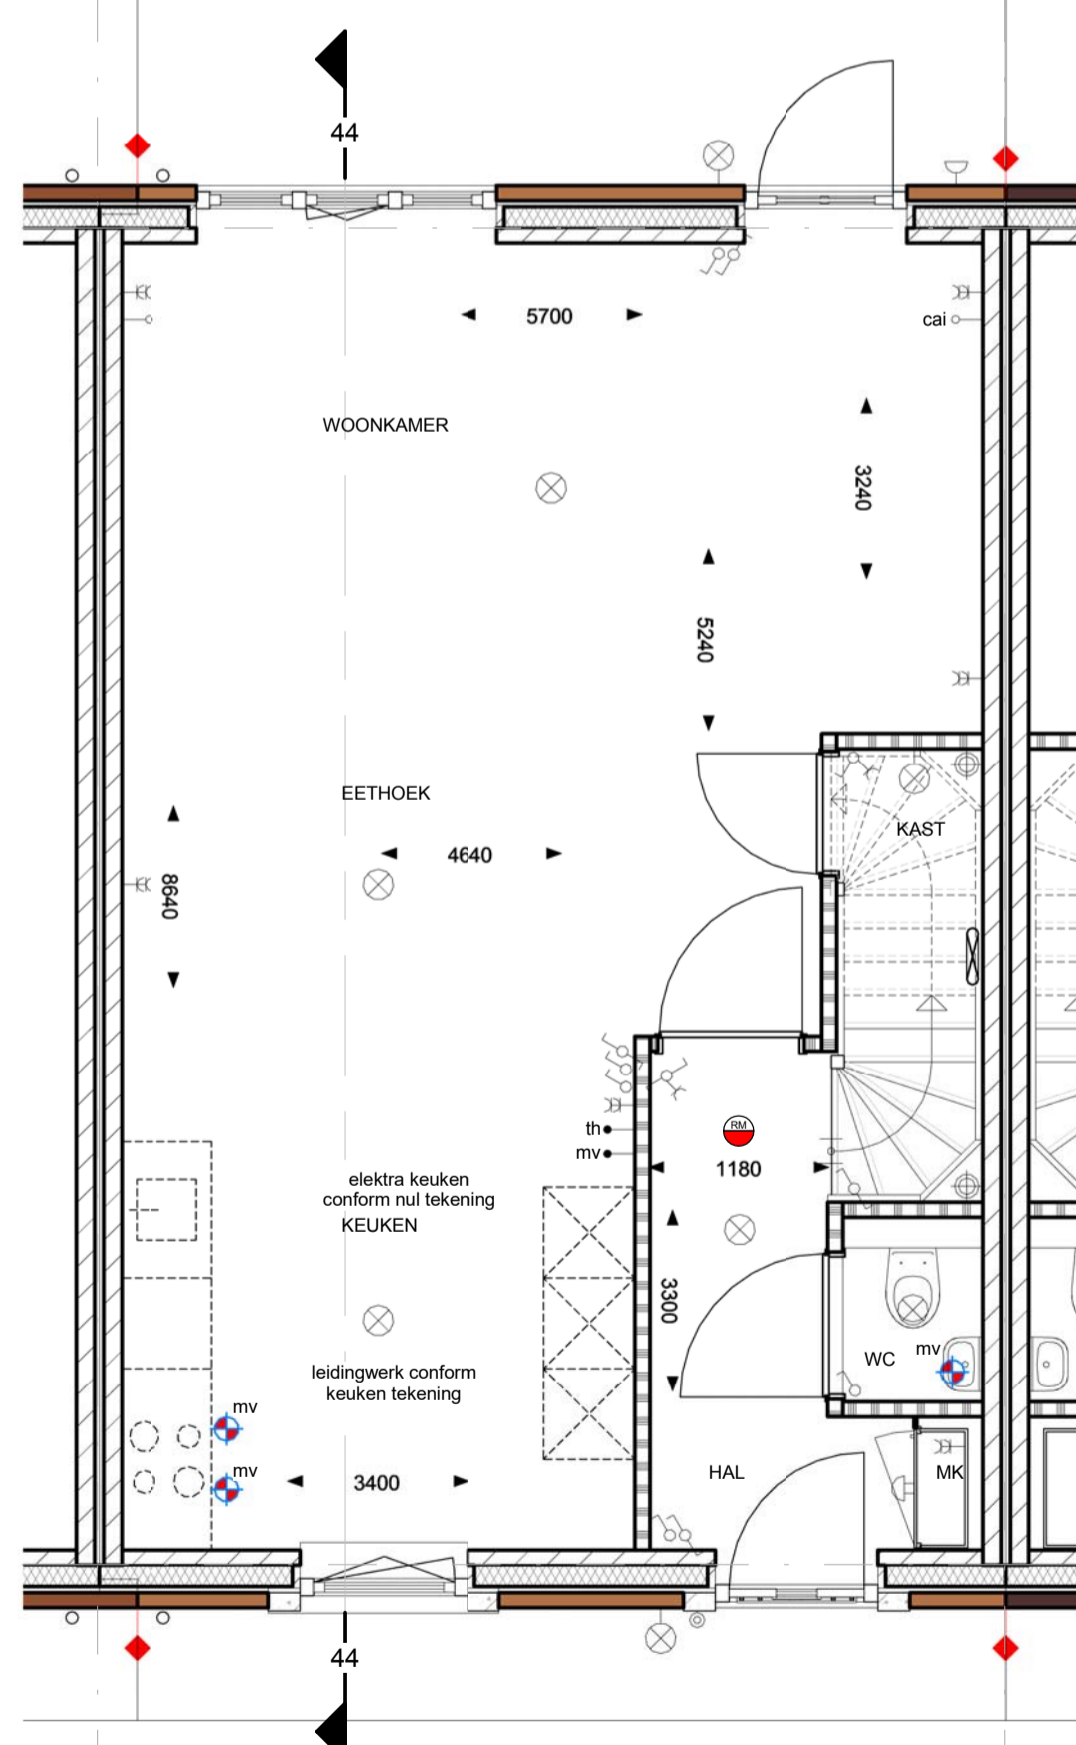 44
5700
cai
WOONKAMER
3240
5240
EETHOEK
KAST
4640
8640
th
mv
RM
1180
elektra keuken
conform nul tekening
KEUKEN
3300
WC
mv
leidingwerk conform
keuken tekening
mv
mv
3400
HAL
MK
44